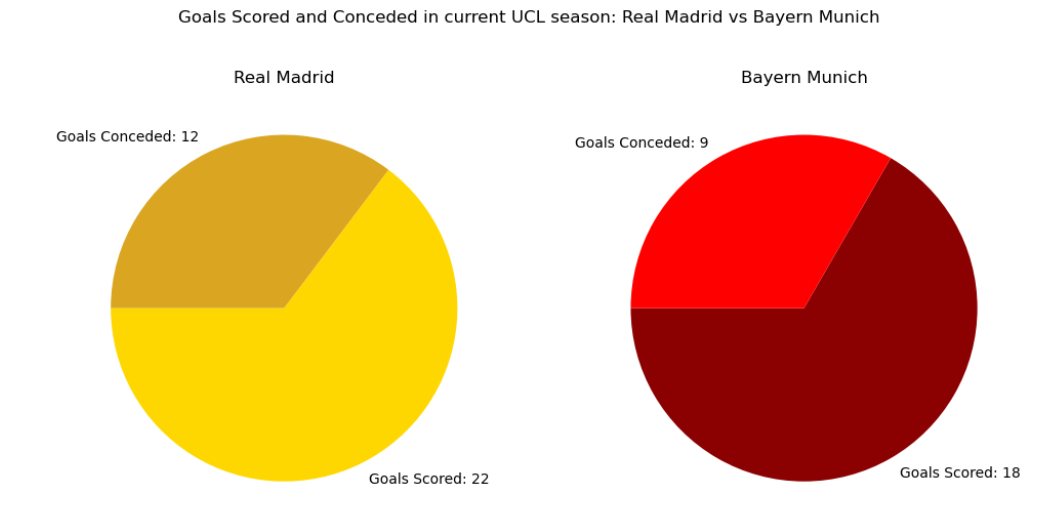 Goals Scored and Conceded in current UCL season: Real Madrid vs Bayern Munich
Real Madrid
Goals Conceded: 12
Goals Scored: 22
Bayern Munich
Goals Conceded: 9
Goals Scored: 18